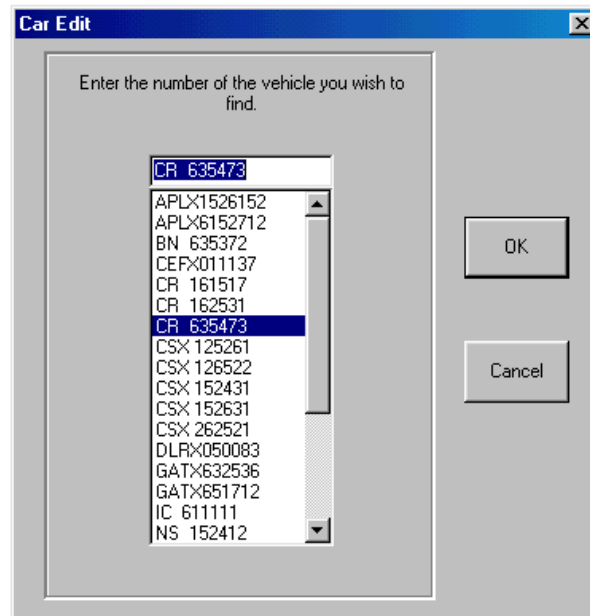 Car Edit
Enter the number of the vehicle you wish to
find.
CR 635473
APLX1526152
APLX6152712
BN 635372
CEFX011137
CR 161517
CR 162531
CR 635473
CSX 125261
CSX 126522
CSX 152431
CSX 152631
CSX 262521
DLRX050083
GATX632536
GATX651712
IC 611111
NS 152412
OK
Cancel